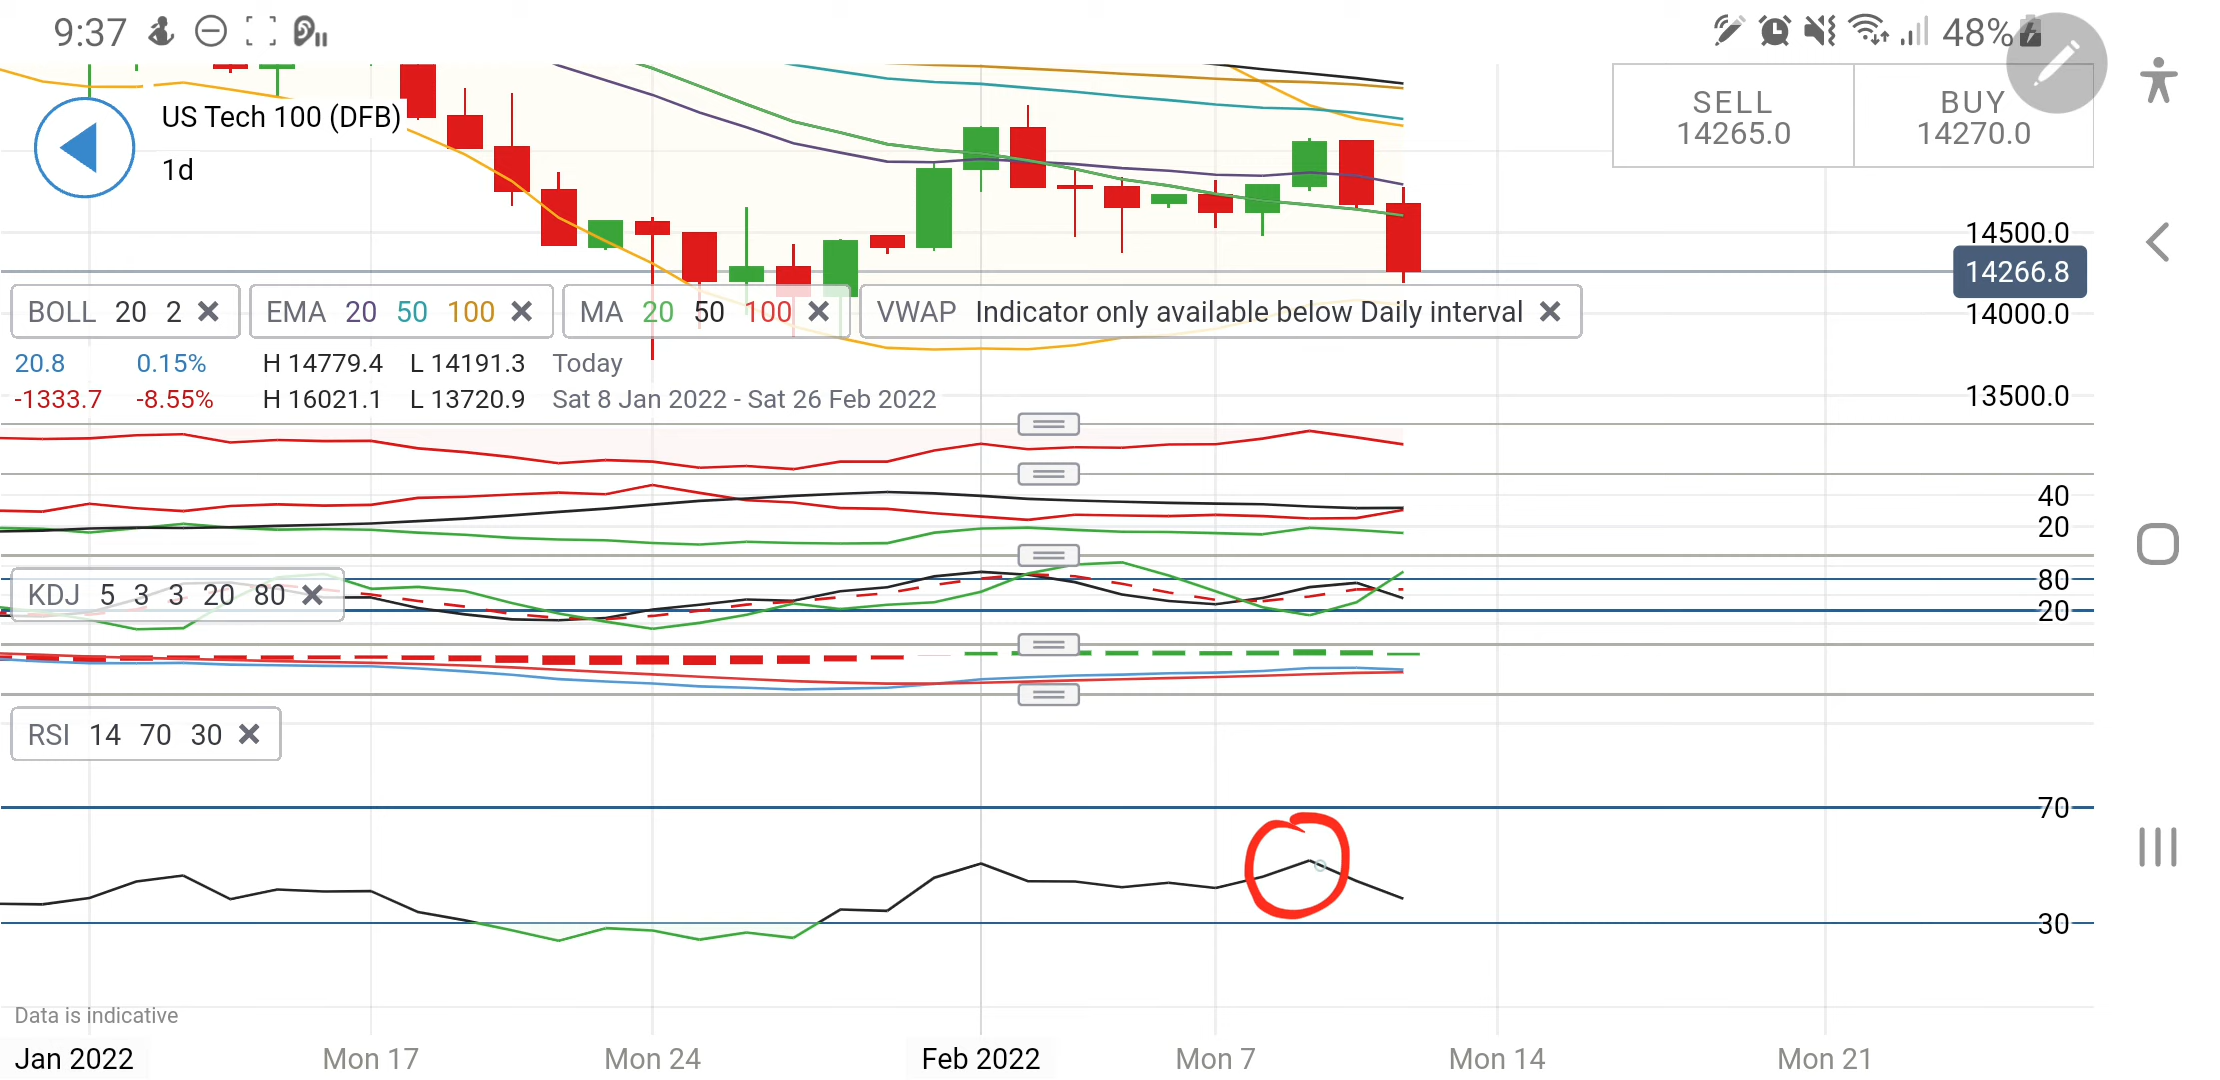 9:37
48%
US Tech 100 (DFB)
1d
SELL
14265.0
BUY
14270.0
14500.0
14266.8
14000.0
13500.0
BOLL 20 2
EMA 20 50 100
MA 20 50 100
VWAP Indicator only available below Daily interval
20.8 0.15% H 14779.4 L 14191.3 Today
-1333.7 -8.55% H 16021.1 L 13720.9 Sat 8 Jan 2022 - Sat 26 Feb 2022
40
20
KDJ 5 3 3 20 80
80
20
RSI 14 70 30
70
30
Data is indicative
Jan 2022 Mon 17 Mon 24 Feb 2022 Mon 7 Mon 14 Mon 21